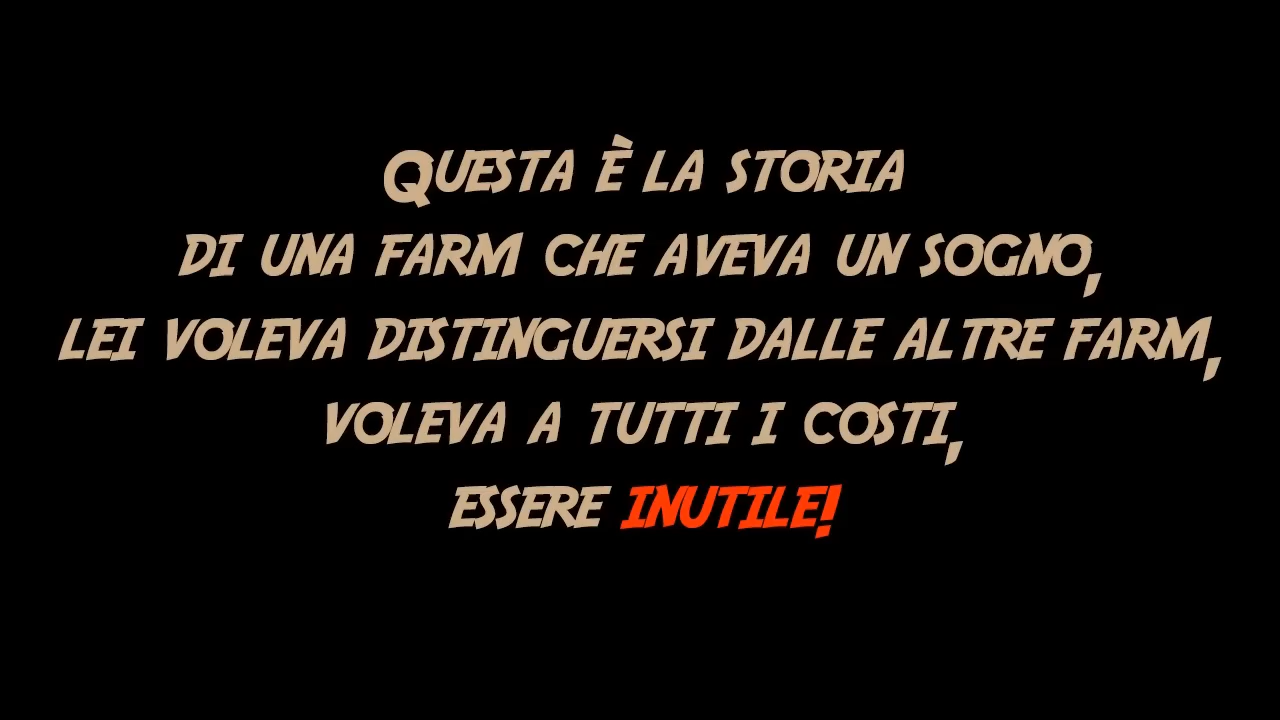 Questa è la storia
di una farm che aveva un sogno,
lei voleva distinguersi dalle altre farm,
voleva a tutti i costi,
essere inutile!